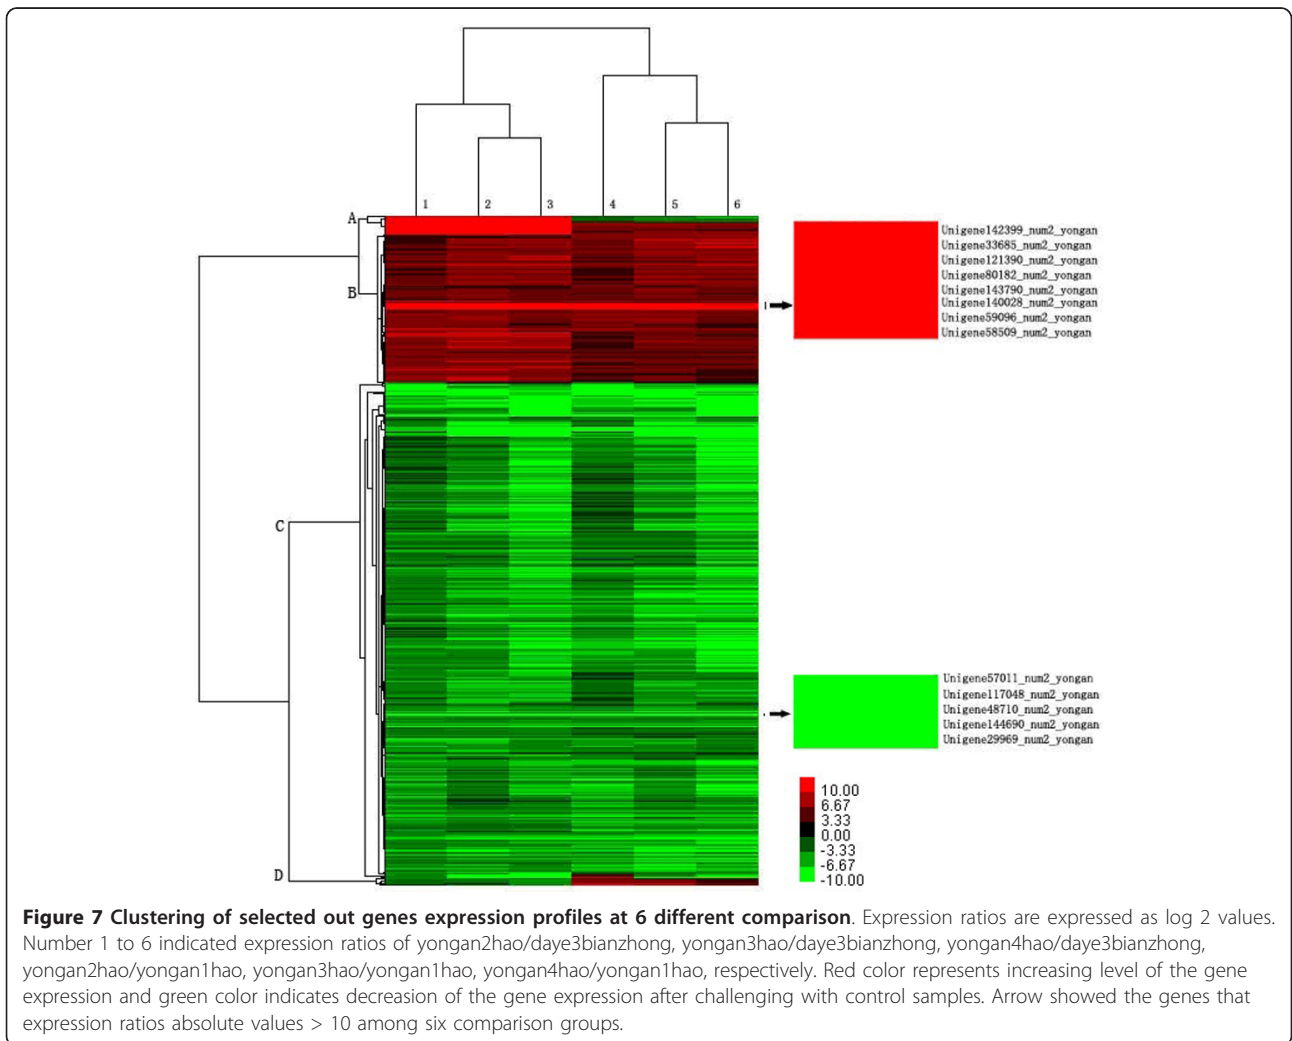 1 2 3 4 5 6
A
B
C
D
Unigene142399_num2_yongan
Unigene33685_num2_yongan
Unigene121390_num2_yongan
Unigene80182_num2_yongan
Unigene143790_num2_yongan
Unigene140028_num2_yongan
Unigene59096_num2_yongan
Unigene58509_num2_yongan
Unigene57011_num2_yongan
Unigene117048_num2_yongan
Unigene48710_num2_yongan
Unigene144690_num2_yongan
Unigene29969_num2_yongan
10.00
6.67
3.33
0.00
-3.33
-6.67
-10.00
Figure 7 Clustering of selected out genes expression profiles at 6 different comparison. Expression ratios are expressed as log 2 values.
Number 1 to 6 indicated expression ratios of yongan2hao/daye3bianzhong, yongan3hao/daye3bianzhong, yongan4hao/daye3bianzhong,
yongan2hao/yongan1hao, yongan3hao/yongan1hao, yongan4hao/yongan1hao, respectively. Red color represents increasing level of the gene
expression and green color indicates decreasion of the gene expression after challenging with control samples. Arrow showed the genes that
expression ratios absolute values > 10 among six comparison groups.